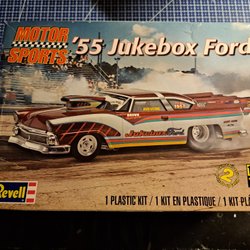 MOTOR
SPORTS
'55 Jukebox Ford
Jukebox Ford
Revell
2
1 PLASTIC KIT / 1 KIT EN PLASTIQUE / 1 KIT PL